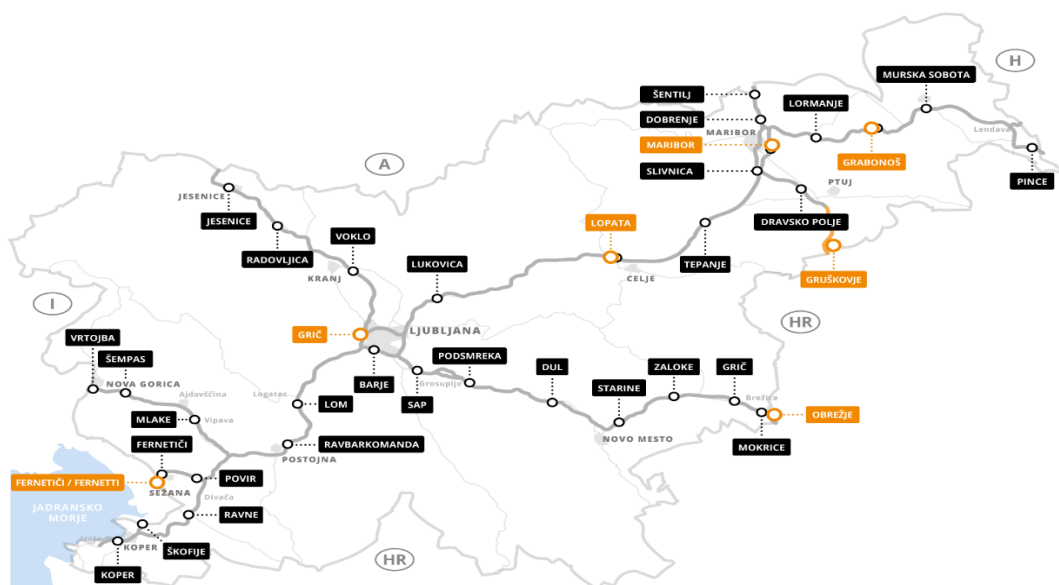 H
MURSKA SOBOTA
ŠENTILJ
LORMANJE
DOBRENJE
MARIBOR
Lendava
MARIBOR
A
GRABONOŠ
SLIVNICA
PINCE
PTUJ
JESENICE
JESENICE
DRAVSKO POLJE
LOPATA
VOKLO
RADOVLJICA
LUKOVICA
TEPANJE
KRANJ
CELJE
GRUŠKOVJE
I
HR
GRIČ
LJUBLJANA
VRTOJBA
ŠEMPAS
PODSMREKA
DUL
ZALOKE
GRIČ
NOVA GORICA
BARJE
Grosuplje
STARINE
Ajdovščina
Logatec
Brežice
LOM
SAP
OBREŽJE
MLAKE
Vipava
FERNETIČI
RAVBARKOMANDA
NOVO MESTO
MOKRICE
POSTOJNA
FERNETIČI / FERNETTI
POVIR
SEŽANA
Divača
JADRANSKO
MORJE
RAVNE
Izola
KOPER
ŠKOFIJE
HR
KOPER